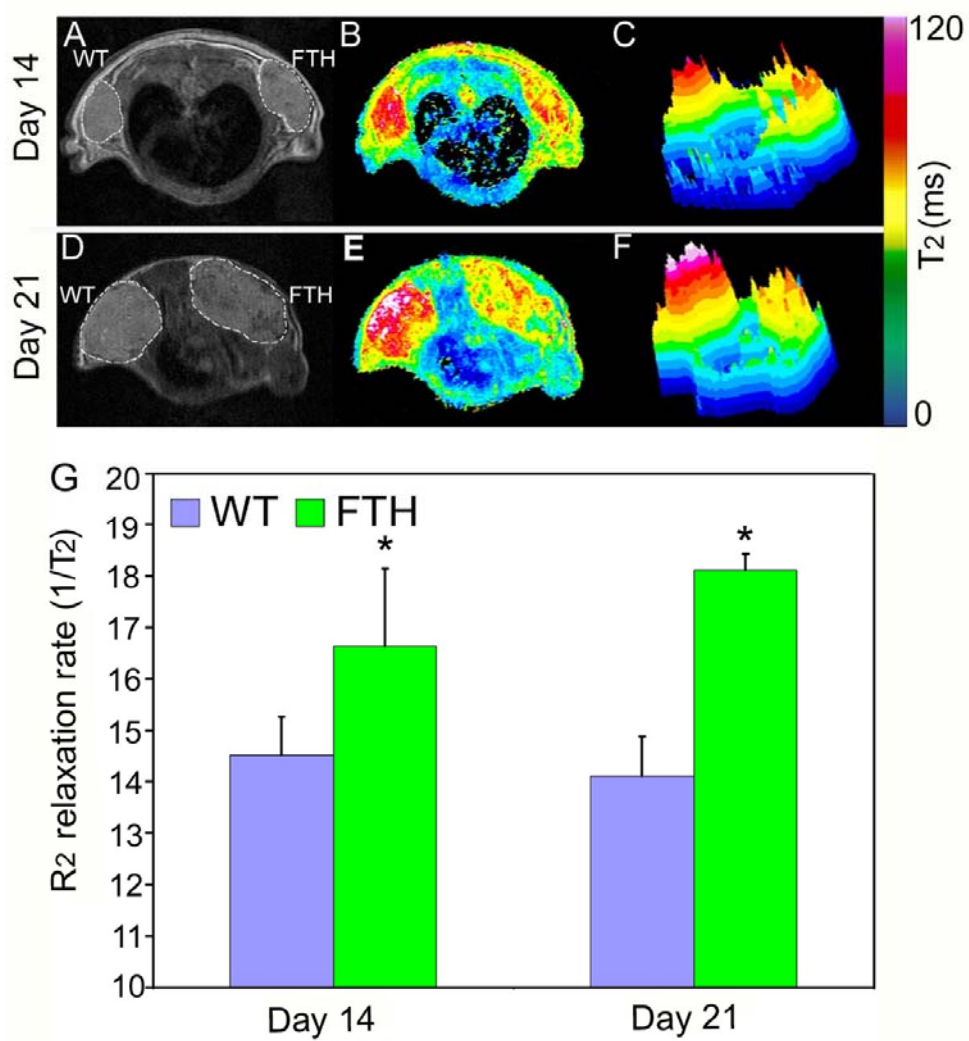 A
WT
FTH
B
C
120
Day 14
T2 (ms)
D
WT
FTH
E
F
Day 21
0
G
20
19
18
17
16
15
14
13
12
11
10
R2 relaxation rate (1/T2)
WT
FTH
*
*
Day 14
Day 21